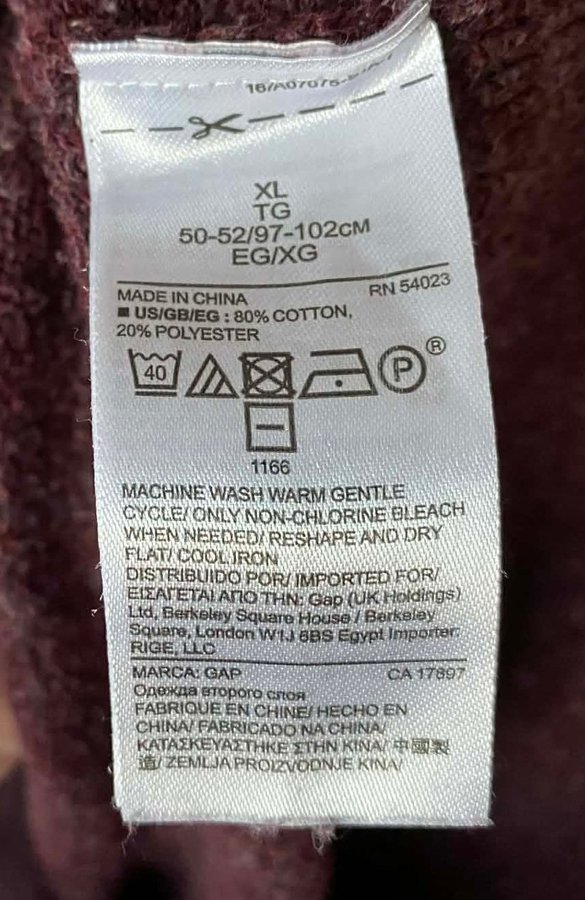 16/A07075
XL
TG
50-52/97-102CM
EG/XG
MADE IN CHINA RN 54023
■ US/GB/EG : 80% COTTON,
20% POLYESTER
40 P ®
1166
MACHINE WASH WARM GENTLE
CYCLE/ ONLY NON-CHLORINE BLEACH
WHEN NEEDED/ RESHAPE AND DRY
FLAT/ COOL IRON
DISTRIBUIDO POR/ IMPORTED FOR/
ΕΙΣΑΓΕΤΑΙ ΑΠΟ ΤΗΝ: Gap (UK Holdings)
Ltd, Berkeley Square House / Berkeley
Square, London W1J 6BS Egypt Importer:
RIGE, LLC
MARCA: GAP CA 17897
Одежда второго слоя
FABRIQUE EN CHINE/ HECHO EN
CHINA/ FABRICADO NA CHINA/
ΚΑΤΑΣΚΕΥΑΣΤΗΚΕ ΣΤΗΝ ΚΙΝΑ/ 中國製
造/ ZEMLJA PROIZVODNJE KINA/